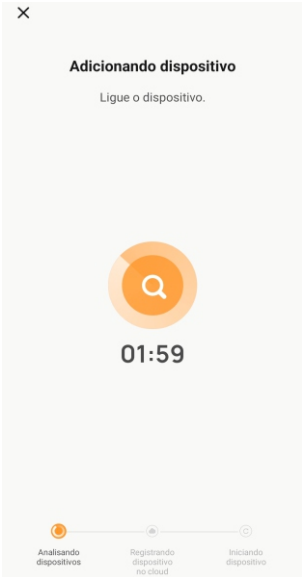 Adicionando dispositivo
Ligue o dispositivo.
01:59
Analisando
dispositivos
Registrando
dispositivo
no cloud
Iniciando
dispositivo